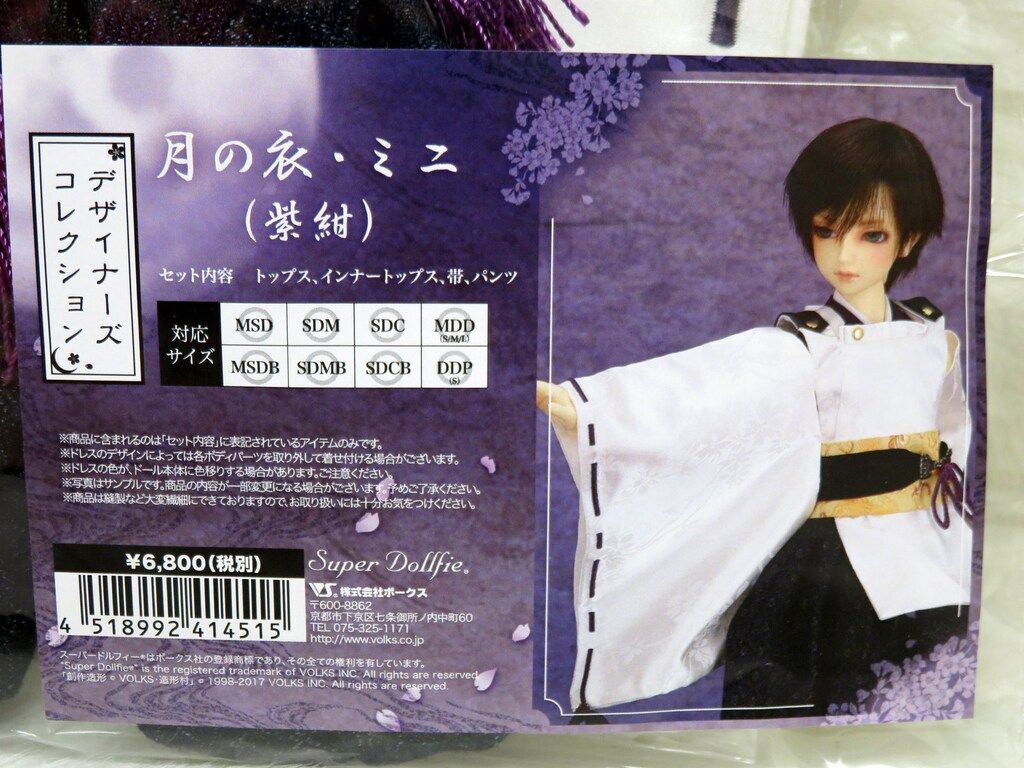 デザイナーズ
コレクション
月の衣・ミニ
（紫紺）
セット内容　トップス、インナートップス、帯、パンツ
対応
サイズ
MSD SDM SDC MDD
(S/M/L)
MSDB SDMB SDCB DDP
(S)
※商品に含まれるのは「セット内容」に表記されているアイテムのみです。
※ドレスのデザインによっては各ボディパーツを取り外して着せ付ける場合がございます。
※ドレスの色が、ドール本体に色移りする場合があります。ご注意ください。
※写真はサンプルです。商品の内容が一部変更になる場合がございます。予めご了承ください。
※商品は縫製など大変繊細にできておりますので、お取り扱いには十分お気をつけください。
¥6,800(税別)
4 518992 414515
Super Dollfie®
VS. 株式会社ボークス
〒600-8862
京都市下京区七条御所ノ内中町60
TEL 075-325-1171
http://www.volks.co.jp
スーパードルフィー®はボークス社の登録商標であり、その全ての権利を有しています。
"Super Dollfie®" is the registered trademark of VOLKS INC. All rights are reserved.
「創作造形 © VOLKS・造形村」 © 1998-2017 VOLKS INC. All rights are reserved.